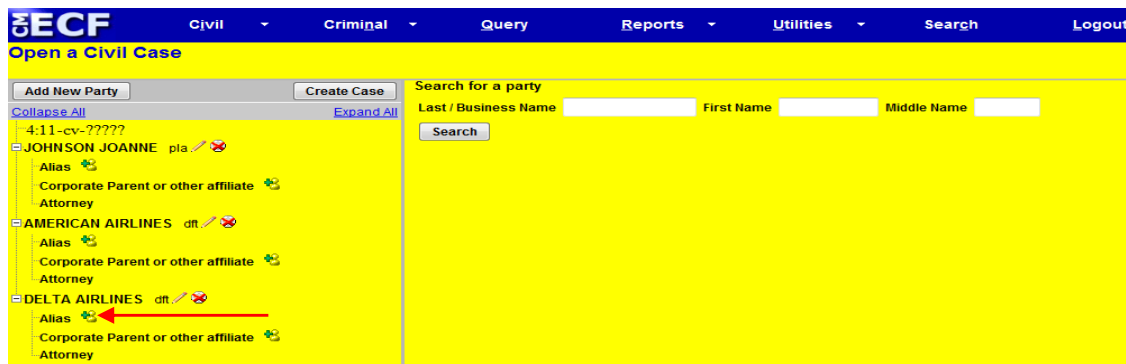 CM ECF Civil Criminal Query Reports Utilities Search Logout
Open a Civil Case
Add New Party Create Case
Collapse All Expand All
4:11-cv-?????
JOHNSON JOANNE pla
Alias
Corporate Parent or other affiliate
Attorney
AMERICAN AIRLINES dft
Alias
Corporate Parent or other affiliate
Attorney
DELTA AIRLINES dft
Alias
Corporate Parent or other affiliate
Attorney
Search for a party
Last / Business Name First Name Middle Name
Search